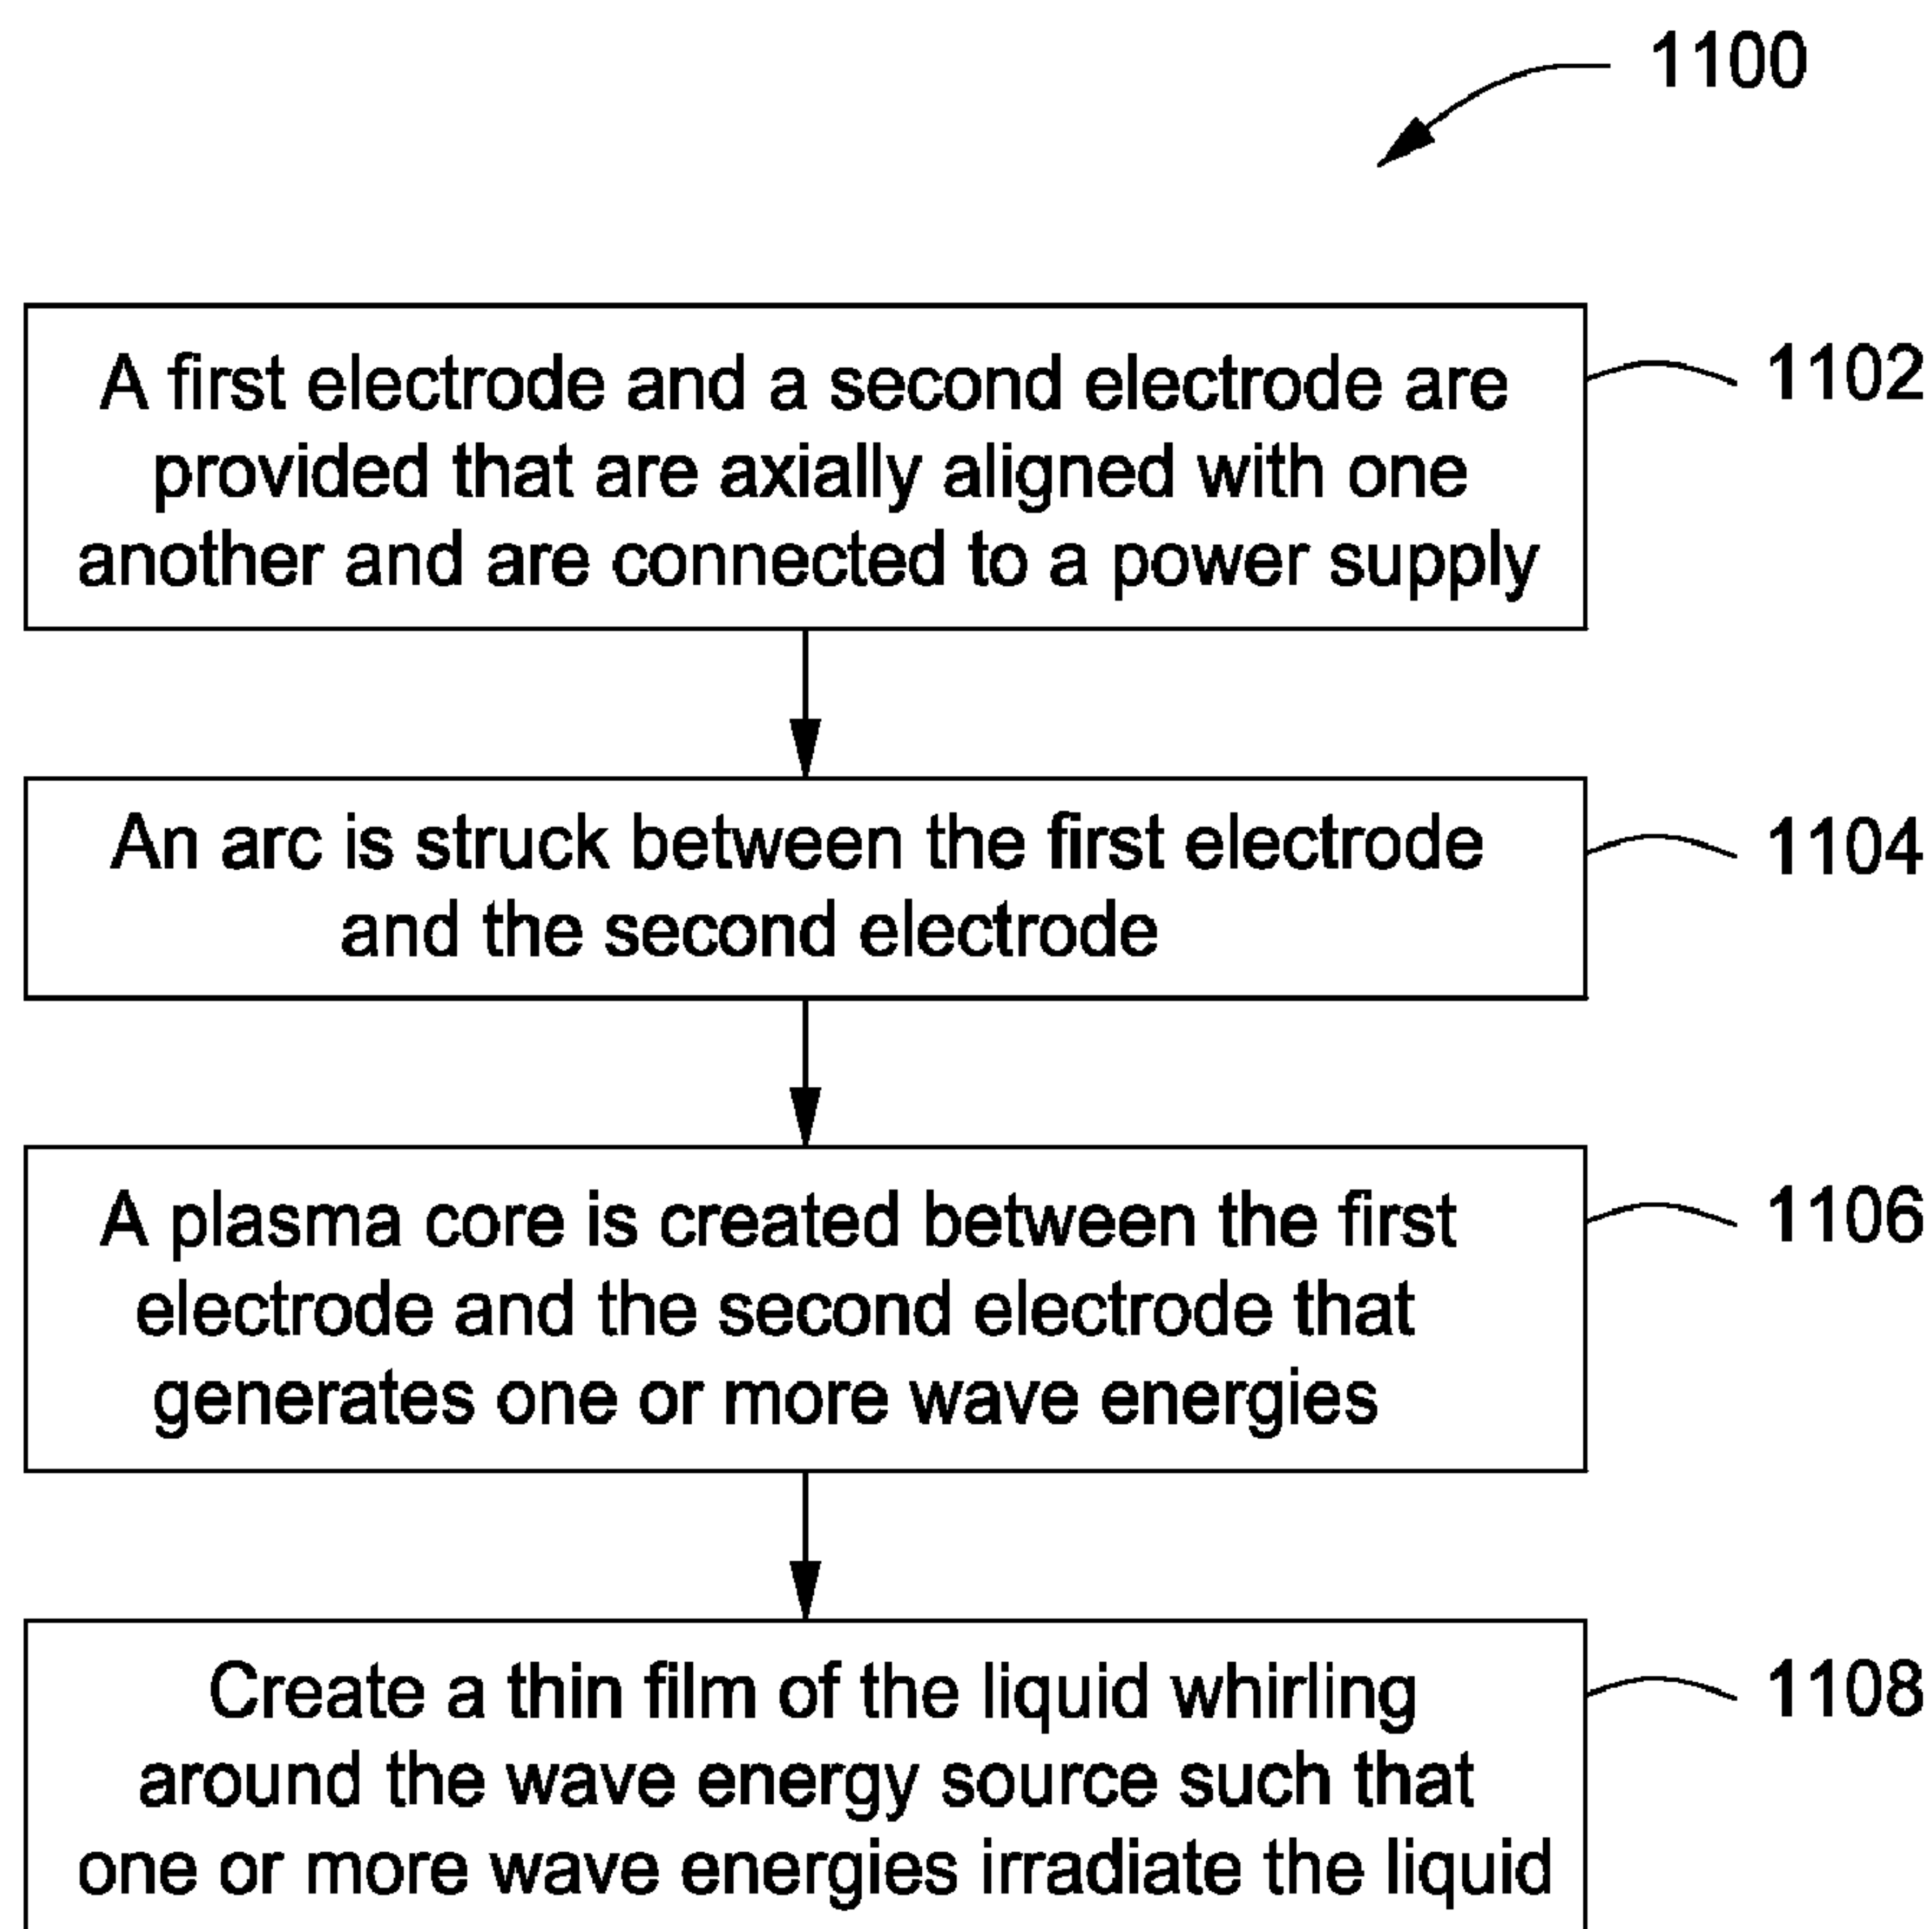 1100
A first electrode and a second electrode are
provided that are axially aligned with one
another and are connected to a power supply
1102
An arc is struck between the first electrode
and the second electrode
1104
A plasma core is created between the first
electrode and the second electrode that
generates one or more wave energies
1106
Create a thin film of the liquid whirling
around the wave energy source such that
one or more wave energies irradiate the liquid
1108